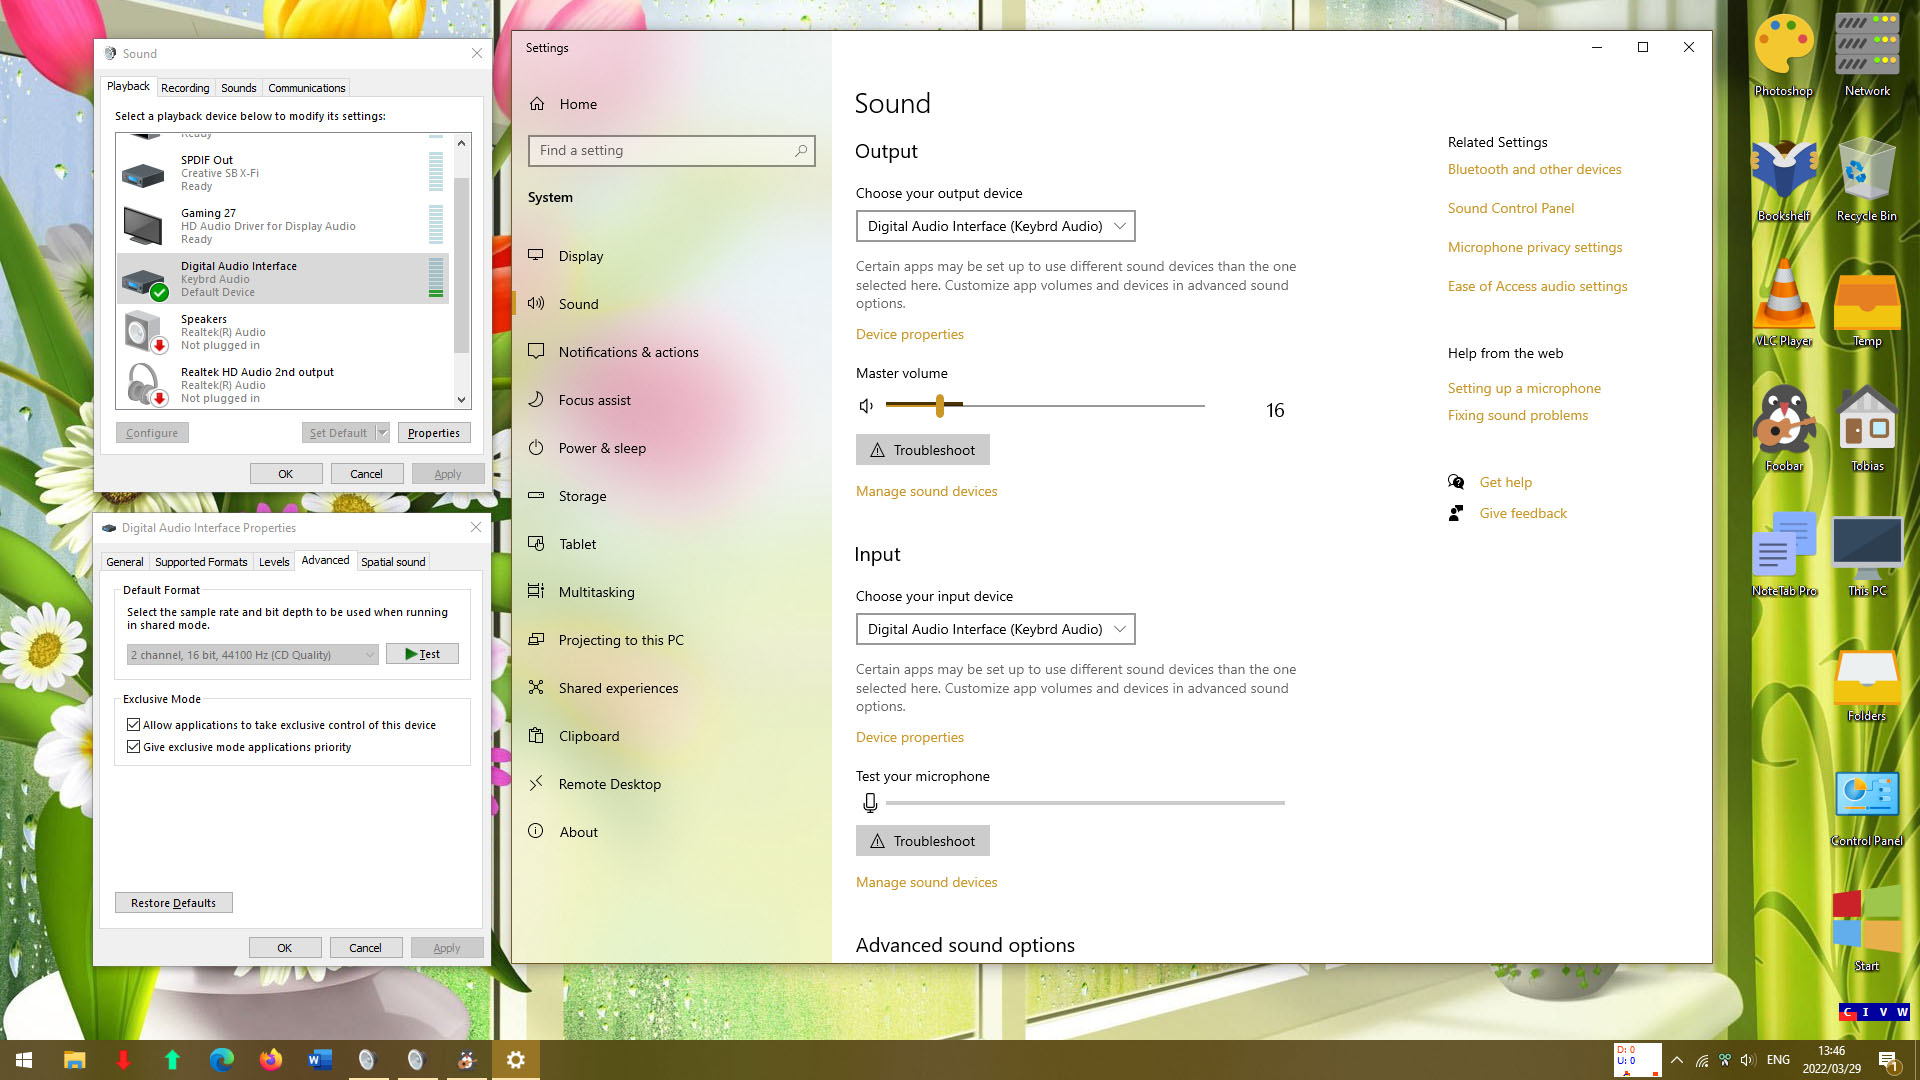 Sound
Playback
Recording
Sounds
Communications
Select a playback device below to modify its settings:
Ready
SPDIF Out
Creative SB X-Fi
Ready
Gaming 27
HD Audio Driver for Display Audio
Ready
Digital Audio Interface
Keybrd Audio
Default Device
Speakers
Realtek(R) Audio
Not plugged in
Realtek HD Audio 2nd output
Realtek(R) Audio
Not plugged in
Configure
Set Default
Properties
OK
Cancel
Apply
Digital Audio Interface Properties
General
Supported Formats
Levels
Advanced
Spatial sound
Default Format
Select the sample rate and bit depth to be used when running
in shared mode.
2 channel, 16 bit, 44100 Hz (CD Quality)
Test
Exclusive Mode
Allow applications to take exclusive control of this device
Give exclusive mode applications priority
Restore Defaults
OK
Cancel
Apply
Settings
Home
Find a setting
System
Display
Sound
Notifications & actions
Focus assist
Power & sleep
Storage
Tablet
Multitasking
Projecting to this PC
Shared experiences
Clipboard
Remote Desktop
About
Sound
Output
Choose your output device
Digital Audio Interface (Keybrd Audio)
Certain apps may be set up to use different sound devices than the one
selected here. Customize app volumes and devices in advanced sound
options.
Device properties
Master volume
16
Troubleshoot
Manage sound devices
Input
Choose your input device
Digital Audio Interface (Keybrd Audio)
Certain apps may be set up to use different sound devices than the one
selected here. Customize app volumes and devices in advanced sound
options.
Device properties
Test your microphone
Troubleshoot
Manage sound devices
Advanced sound options
Related Settings
Bluetooth and other devices
Sound Control Panel
Microphone privacy settings
Ease of Access audio settings
Help from the web
Setting up a microphone
Fixing sound problems
Get help
Give feedback
Photoshop
Network
Bookshelf
Recycle Bin
VLC Player
Temp
Foobar
Tobias
NoteTab Pro
This PC
Folders
Control Panel
Start
C I V W
D: 0
U: 0
ENG
13:46
2022/03/29
1